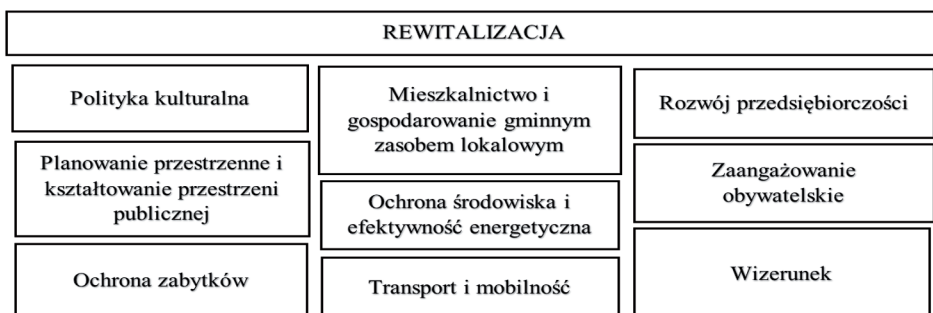 REWITALIZACJA
Polityka kulturalna
Planowanie przestrzenne i
kształtowanie przestrzeni
publicznej
Ochrona zabytków
Mieszkalnictwo i
gospodarowanie gminnym
zasobem lokalowym
Ochrona środowiska i
efektywność energetyczna
Transport i mobilność
Rozwój przedsiębiorczości
Zaangażowanie
obywatelskie
Wizerunek